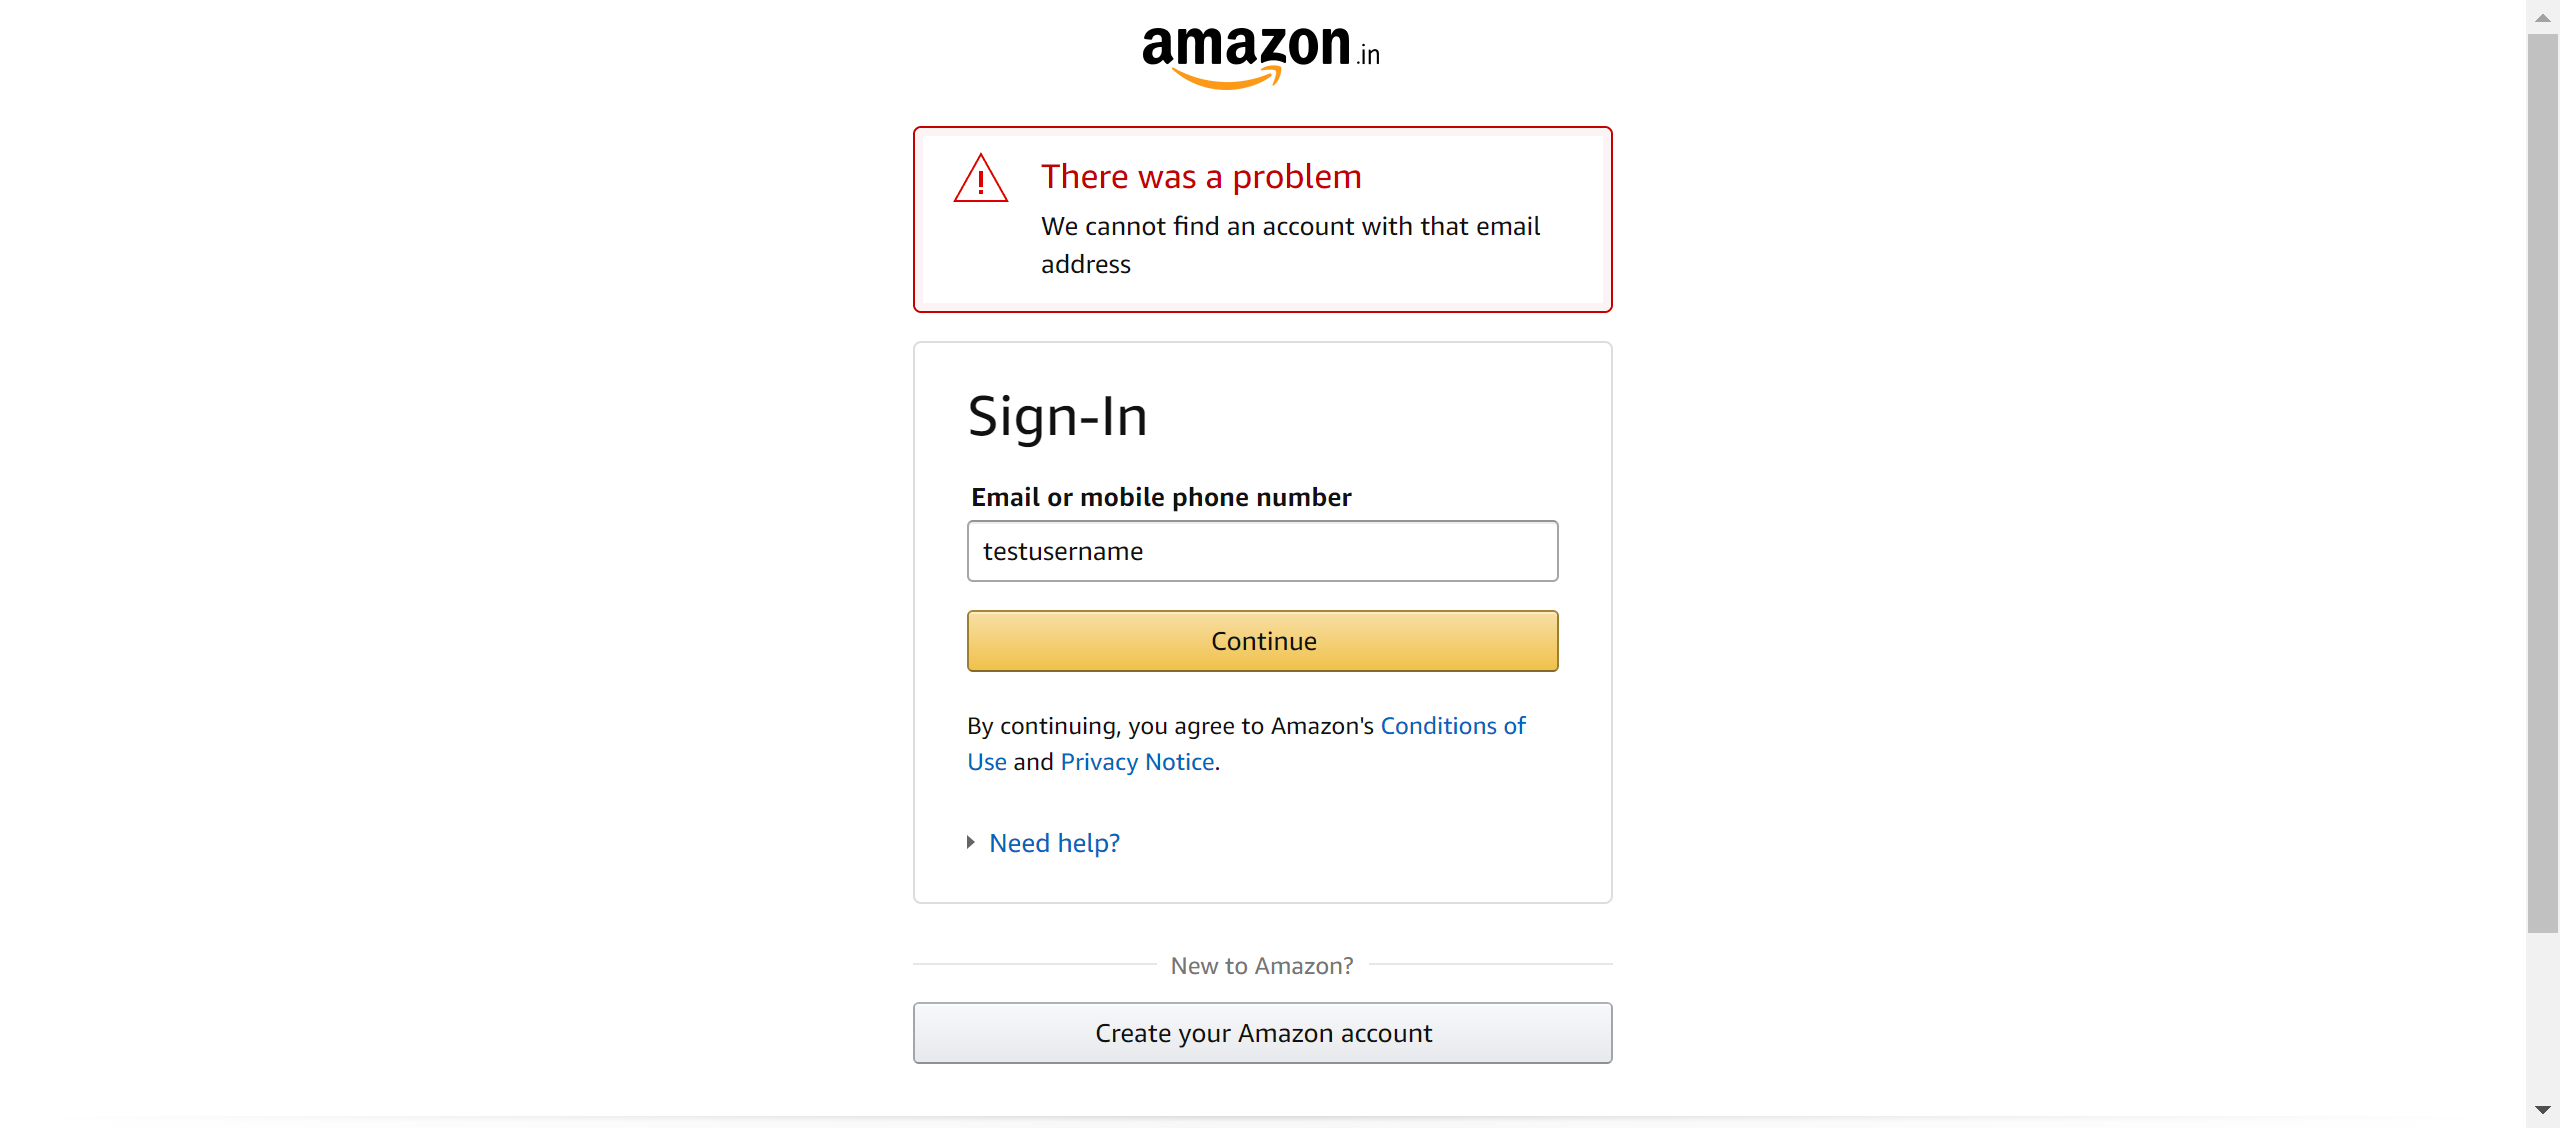 amazon.in
There was a problem
We cannot find an account with that email
address
Sign-In
Email or mobile phone number
testusername
Continue
By continuing, you agree to Amazon's Conditions of
Use and Privacy Notice.
Need help?
New to Amazon?
Create your Amazon account